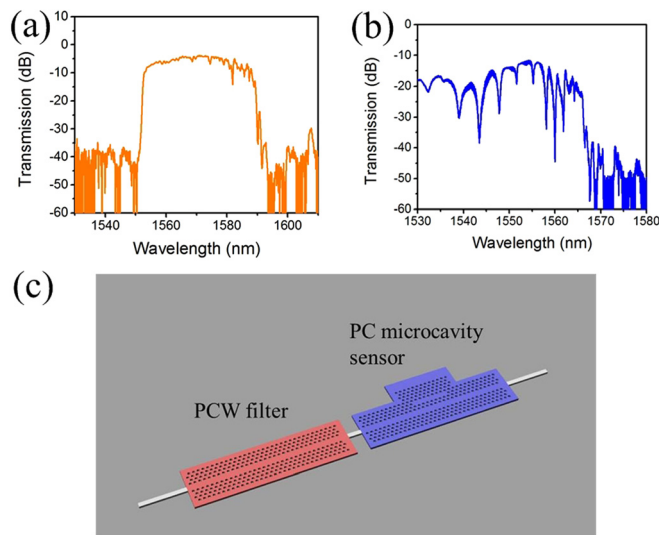 (a)
10
0
-10
-20
-30
-40
-50
-60
Transmission (dB)
1540
1560
1580
1600
Wavelength (nm)
(b)
0
-10
-20
-30
-40
-50
-60
Transmission (dB)
1530
1540
1550
1560
1570
1580
Wavelength (nm)
(c)
PC microcavity
sensor
PCW filter